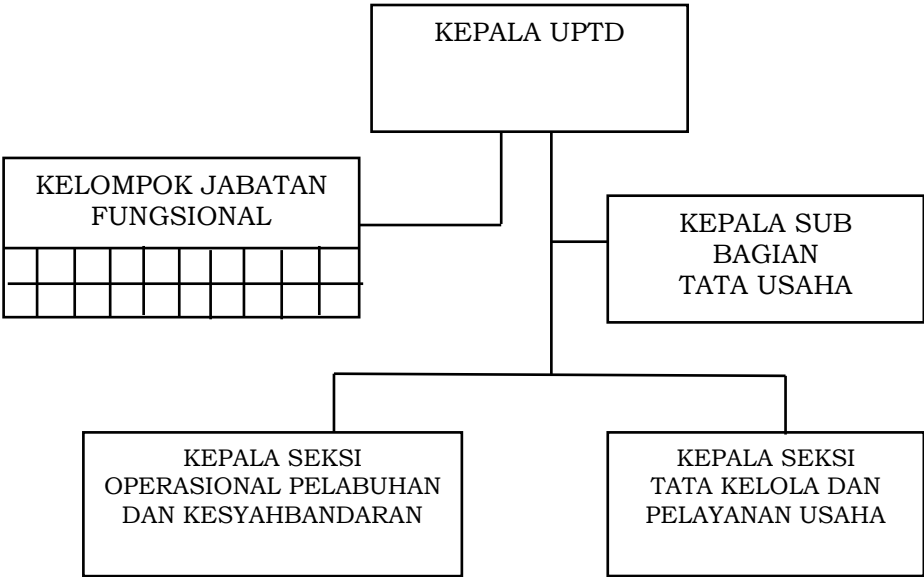 KEPALA UPTD
KELOMPOK JABATAN
FUNGSIONAL
KEPALA SUB
BAGIAN
TATA USAHA
KEPALA SEKSI
OPERASIONAL PELABUHAN
DAN KESYAHBANDARAN
KEPALA SEKSI
TATA KELOLA DAN
PELAYANAN USAHA